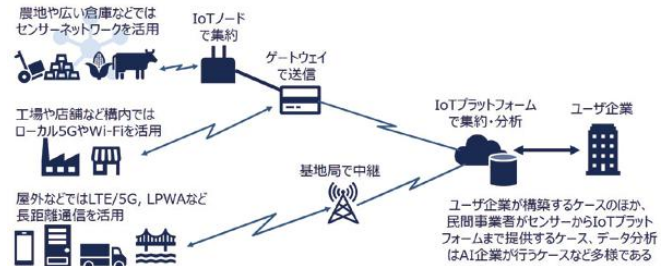 農地や広い倉庫などでは
センサーネットワークを活用
IoTノード
で集約
ゲートウェイ
で送信
工場や店舗など構内では
ローカル5GやWi-Fiを活用
基地局で中継
屋外などではLTE/5G, LPWAなど
長距離通信を活用
IoTプラットフォーム
で集約・分析
ユーザ企業
ユーザ企業が構築するケースのほか、
民間事業者がセンサーからIoTプラット
フォームまで提供するケース、データ分析
はAI企業が行うケースなど多様である